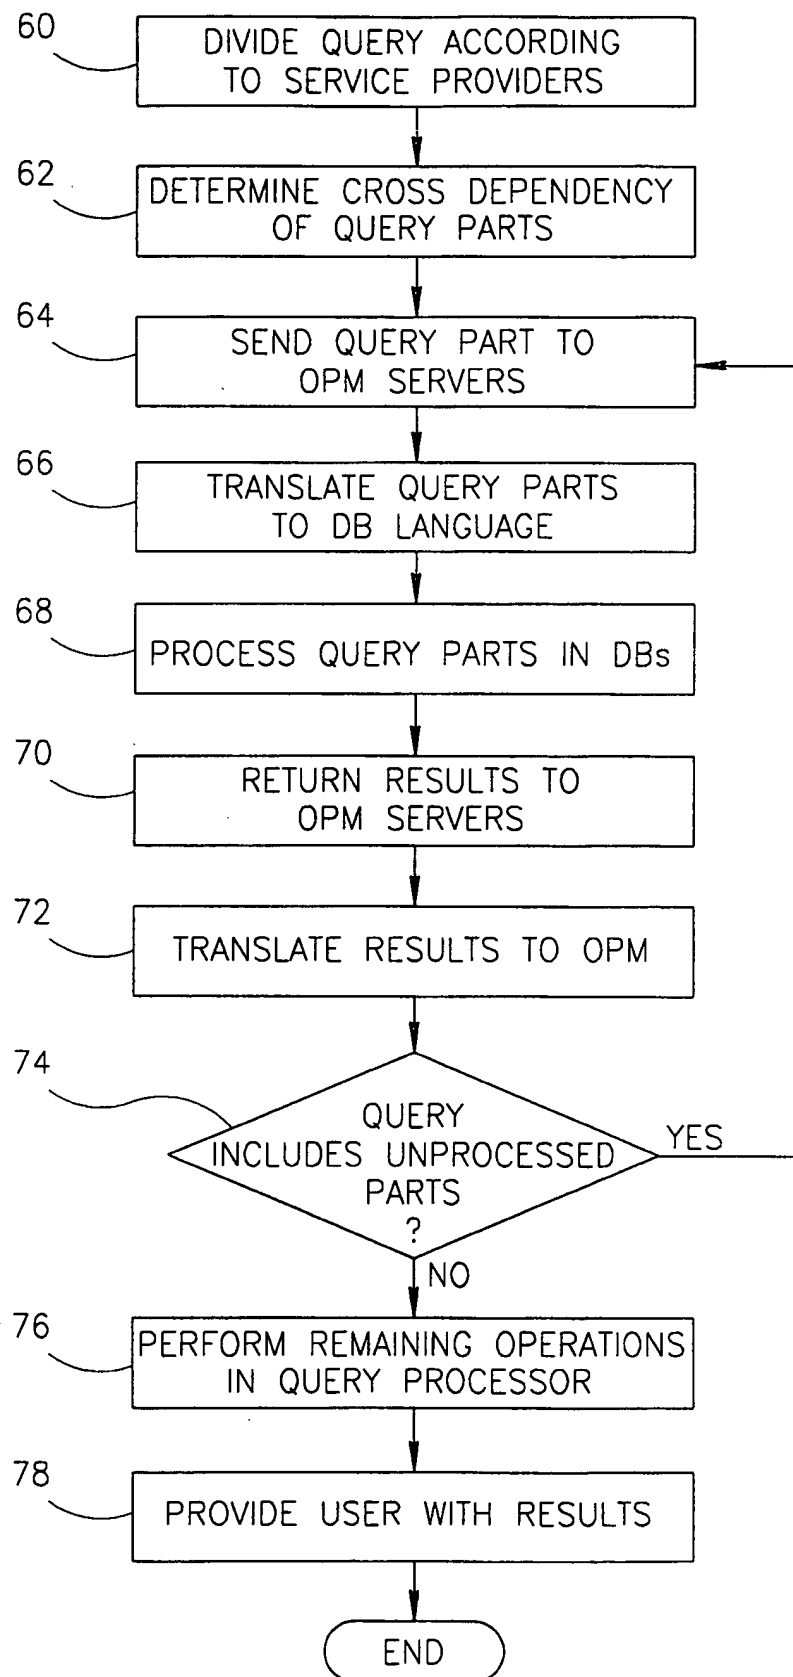 60
DIVIDE QUERY ACCORDING
TO SERVICE PROVIDERS
62
DETERMINE CROSS DEPENDENCY
OF QUERY PARTS
64
SEND QUERY PART TO
OPM SERVERS
66
TRANSLATE QUERY PARTS
TO DB LANGUAGE
68
PROCESS QUERY PARTS IN DBs
70
RETURN RESULTS TO
OPM SERVERS
72
TRANSLATE RESULTS TO OPM
74
QUERY
INCLUDES UNPROCESSED
PARTS
?
YES
NO
76
PERFORM REMAINING OPERATIONS
IN QUERY PROCESSOR
78
PROVIDE USER WITH RESULTS
END